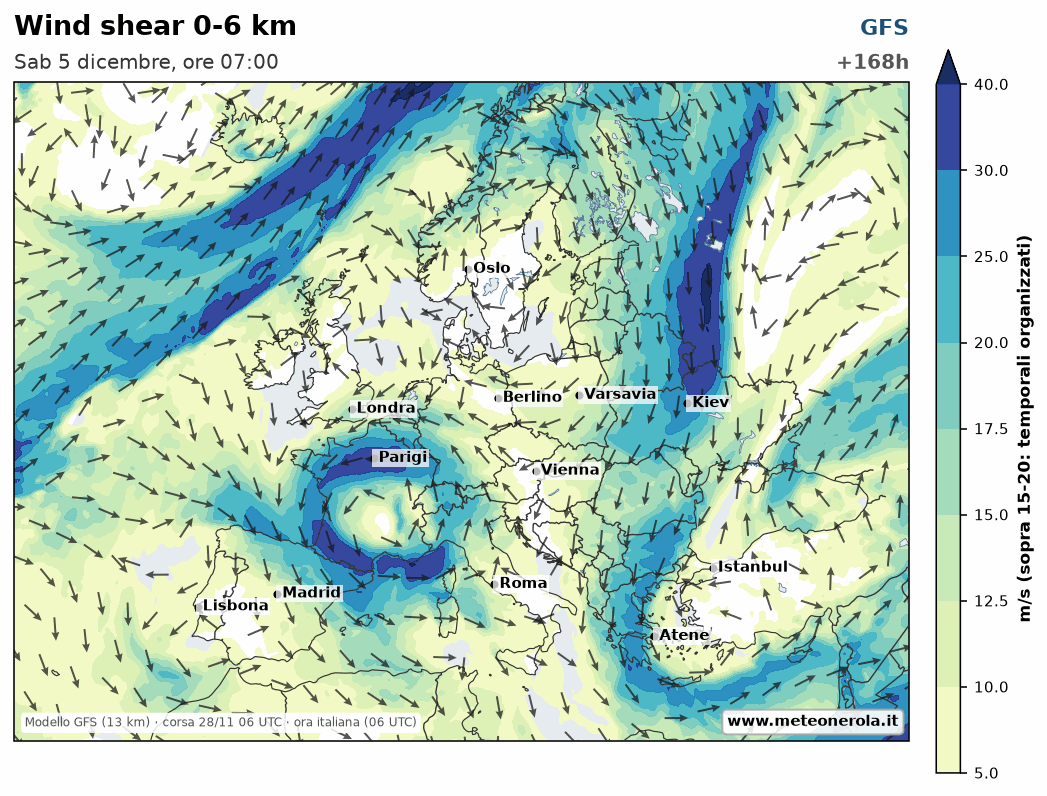 Wind shear 0-6 km
GFS
Sab 5 dicembre, ore 07:00
+168h
40.0
30.0
25.0
20.0
17.5
15.0
12.5
10.0
5.0
m/s (sopra 15-20: temporali organizzati)
Oslo
Berlino
Varsavia
Kiev
Londra
Parigi
Vienna
Istanbul
Roma
Madrid
Lisbona
Atene
Modello GFS (13 km) · corsa 28/11 06 UTC · ora italiana (06 UTC)
www.meteonerola.it